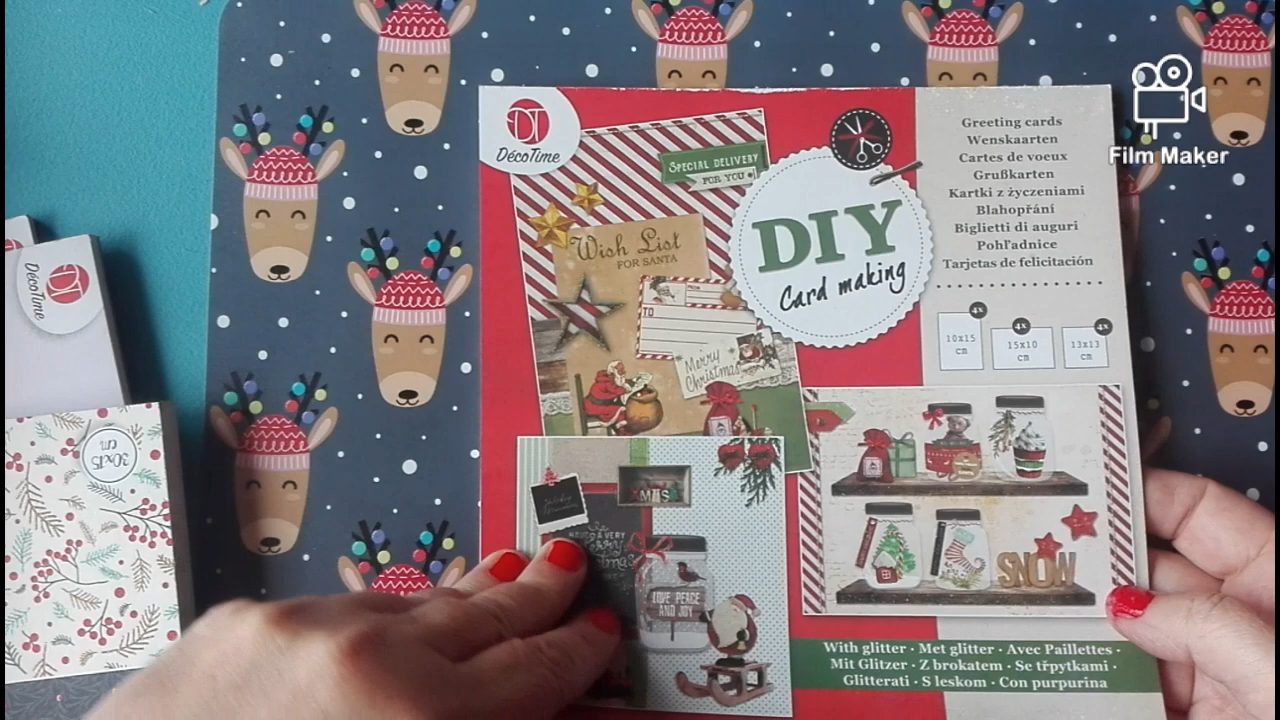 Film Maker
DT
DécoTime
SPECIAL DELIVERY
FOR YOU
DIY
Card making
Wish List
FOR SANTA
FROM
TO
Merry
Christmas
Greeting cards
Wenskaarten
Cartes de voeux
Grußkarten
Kartki z życzeniami
Blahopřání
Biglietti di auguri
Pohľadnice
Tarjetas de felicitación
4x
4x
4x
10x15
cm
15x10
cm
13x13
cm
XMAS
LOVE PEACE
AND JOY
SNOW
With glitter · Met glitter · Avec Paillettes ·
Mit Glitzer · Z brokatem · Se třpytkami ·
Glitterati · S leskom · Con purpurina
DT
DécoTime
30x15
cm